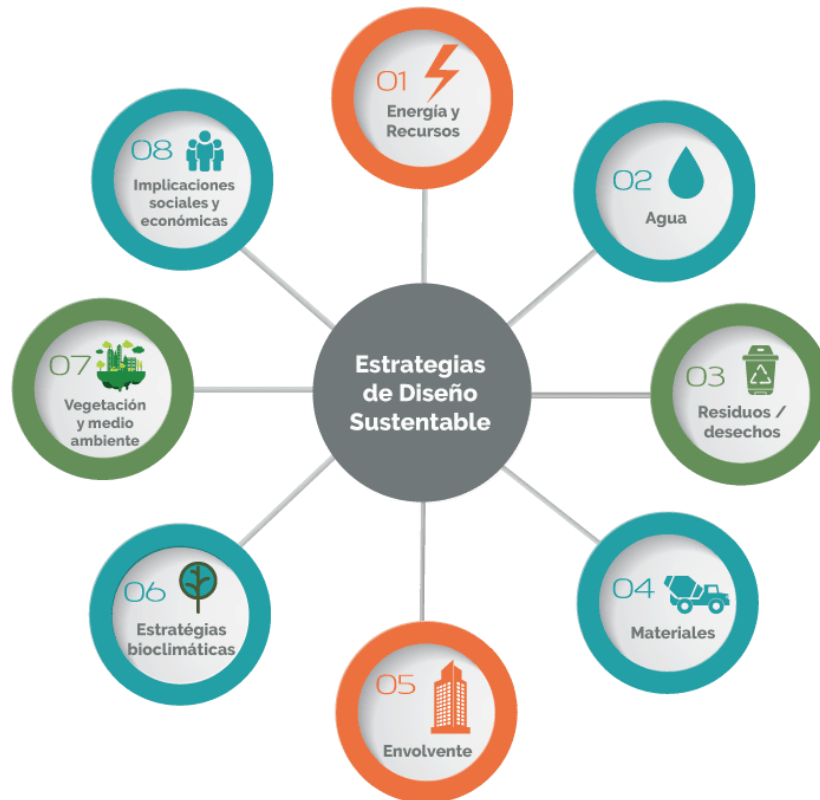 Estrategias
de Diseño
Sustentable
01
Energía y
Recursos
02
Agua
03
Residuos /
desechos
04
Materiales
05
Envolvente
06
Estratégias
bioclimáticas
07
Vegetación
y medio
ambiente
08
Implicaciones
sociales y
económicas